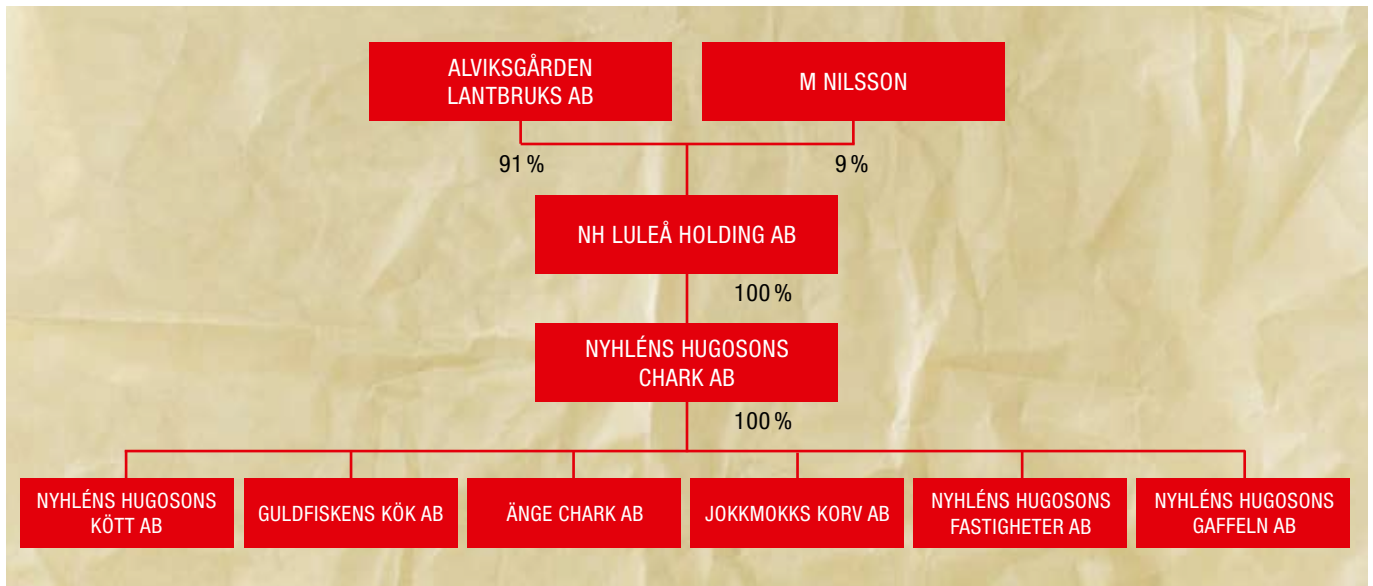 ALVIKSGÅRDEN
LANTBRUKS AB
M NILSSON
91 %
9 %
NH LULEÅ HOLDING AB
100 %
NYHLÉNS HUGOSONS
CHARK AB
100 %
NYHLÉNS HUGOSONS
KÖTT AB
GULDFISKENS KÖK AB
ÄNGE CHARK AB
JOKKMOKKS KORV AB
NYHLÉNS HUGOSONS
FASTIGHETER AB
NYHLÉNS HUGOSONS
GAFFELN AB